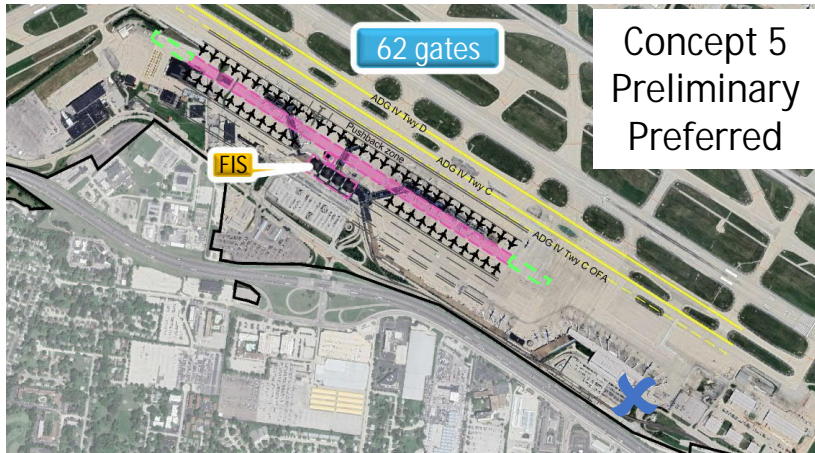 62 gates
Concept 5
Preliminary
Preferred
ADG IV Twy D
Pushback zone
ADG IV Twy C
FIS
ADG IV Twy C OFA